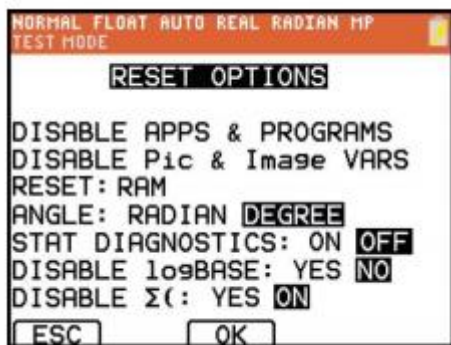 NORMAL FLOAT AUTO REAL RADIAN MP
TEST MODE
RESET OPTIONS
DISABLE APPS & PROGRAMS
DISABLE Pic & Image VARS
RESET: RAM
ANGLE: RADIAN DEGREE
STAT DIAGNOSTICS: ON OFF
DISABLE logBASE: YES NO
DISABLE Σ(: YES ON
ESC OK